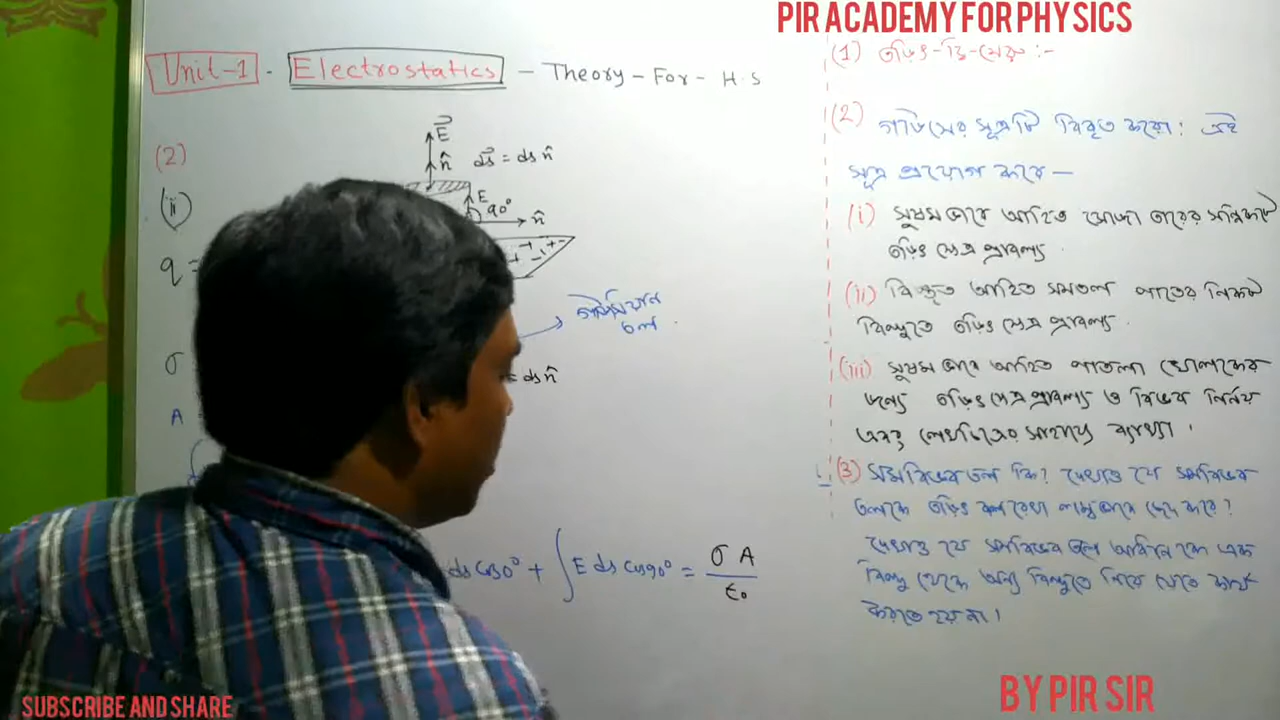 PIR ACADEMY FOR PHYSICS
Unit-1 - Electrostatics - Theory - For - H.S
(2)
(ii)
q =
σ
A
E⃗
n̂
ds⃗ = ds n̂
E
90°
n̂
গাউসিয়ান
তল
= ds n̂
ds cos0° + ∫ E ds cos90° = σ A / ε₀
(1) তড়িৎ-দ্বি-মেরু :-
(2) গাউসের সূত্রটি বিবৃত করো। এই
সূত্র প্রয়োগ করে —
(i) সুষমভাবে আহিত সোজা তারের সন্নিকটে
তড়িৎ ক্ষেত্র প্রাবল্য.
(ii) বিস্তৃত আহিত সমতল পাতের নিকট
বিন্দুতে তড়িৎ ক্ষেত্র প্রাবল্য.
(iii) সুষম ভাবে আহিত পাতলা গোলকের
জন্যে তড়িৎ ক্ষেত্র প্রাবল্য ও বিভব নির্ণয়
এবং লেখচিত্রের সাহায্যে ব্যাখ্যা।
(3) সমবিভব তল কি? দেখাও যে সমবিভব
তলকে তড়িৎ বলরেখা লম্বভাবে ছেদ করে?
দেখাও যে সমবিভব তলে আধানকে এক
বিন্দু থেকে অন্য বিন্দুতে নিয়ে যেতে কার্য
করতে হয় না।
SUBSCRIBE AND SHARE
BY PIR SIR